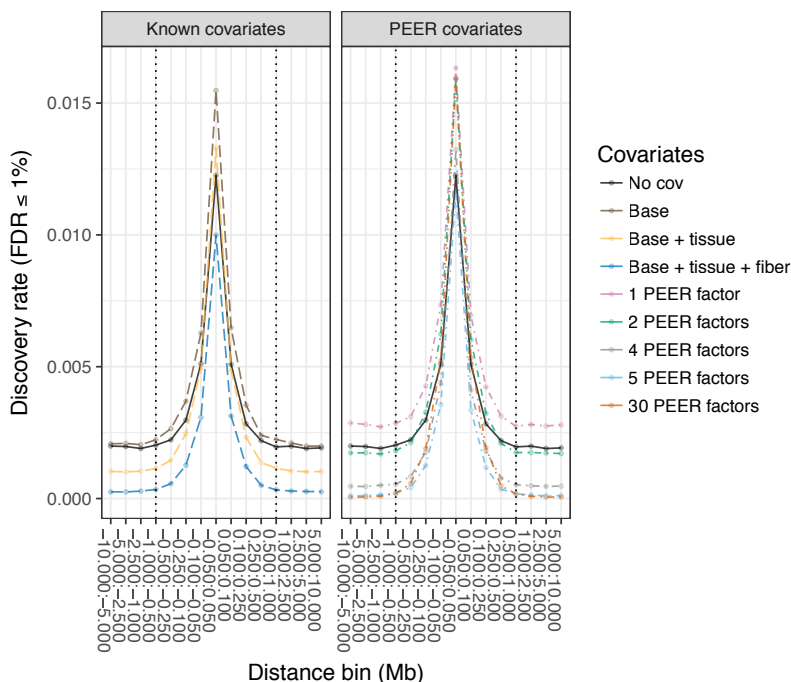 Known covariates
PEER covariates
Discovery rate (FDR ≤ 1%)
0.015
0.010
0.005
0.000
−10.000:−5.000
−5.000:−2.500
−2.500:−1.000
−1.000:−0.500
−0.500:−0.250
−0.250:−0.100
−0.100:−0.050
−0.050:0.050
0.050:0.100
0.100:0.250
0.250:0.500
0.500:1.000
1.000:2.500
2.500:5.000
5.000:10.000
−10.000:−5.000
−5.000:−2.500
−2.500:−1.000
−1.000:−0.500
−0.500:−0.250
−0.250:−0.100
−0.100:−0.050
−0.050:0.050
0.050:0.100
0.100:0.250
0.250:0.500
0.500:1.000
1.000:2.500
2.500:5.000
5.000:10.000
Distance bin (Mb)
Covariates
No cov
Base
Base + tissue
Base + tissue + fiber
1 PEER factor
2 PEER factors
4 PEER factors
5 PEER factors
30 PEER factors